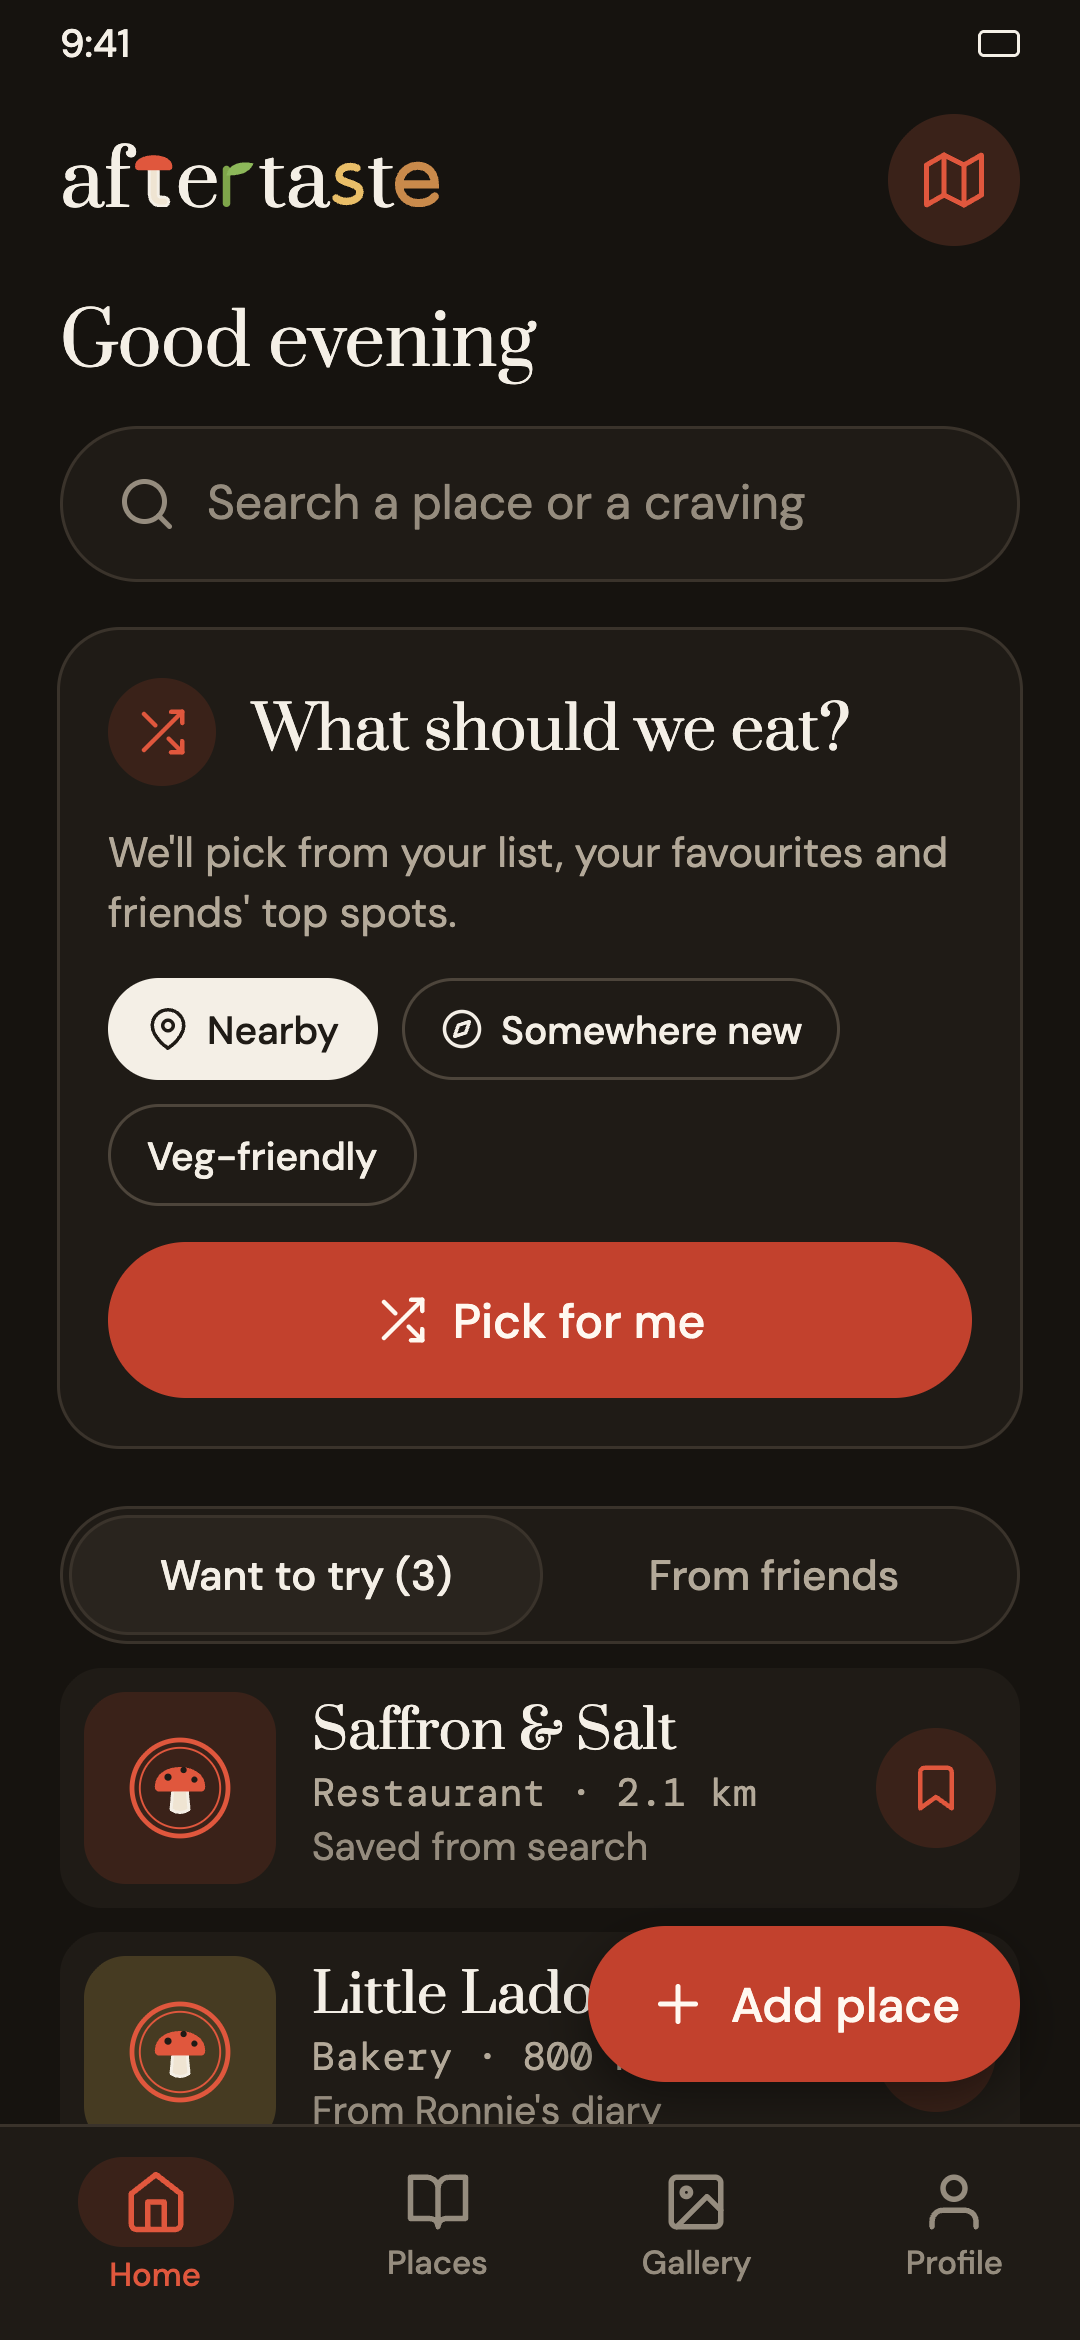 9:41
aftertaste
Good evening
Search a place or a craving
What should we eat?
We'll pick from your list, your favourites and
friends' top spots.
Nearby
Somewhere new
Veg-friendly
Pick for me
Want to try (3)
From friends
Saffron & Salt
Restaurant · 2.1 km
Saved from search
Little Lado
Bakery · 800
From Ronnie's diary
Add place
Home
Places
Gallery
Profile